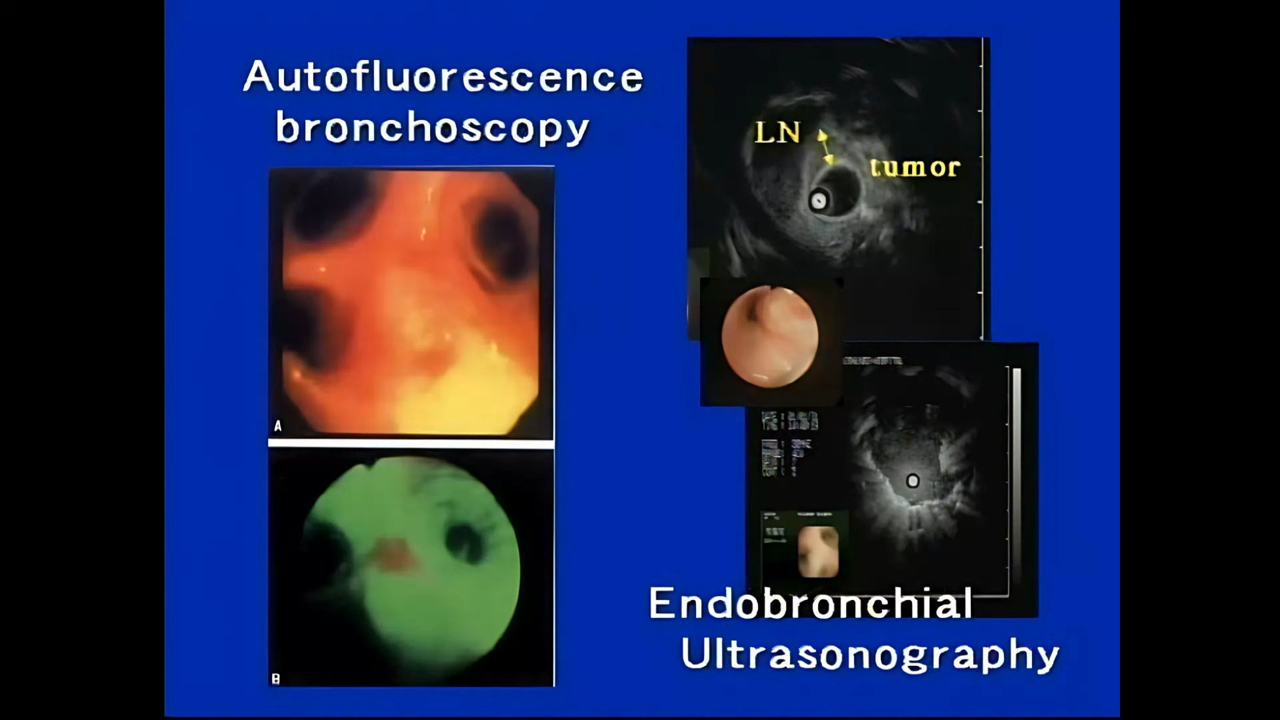 Autofluorescence
bronchoscopy
A
B
LN
tumor
Endobronchial
Ultrasonography